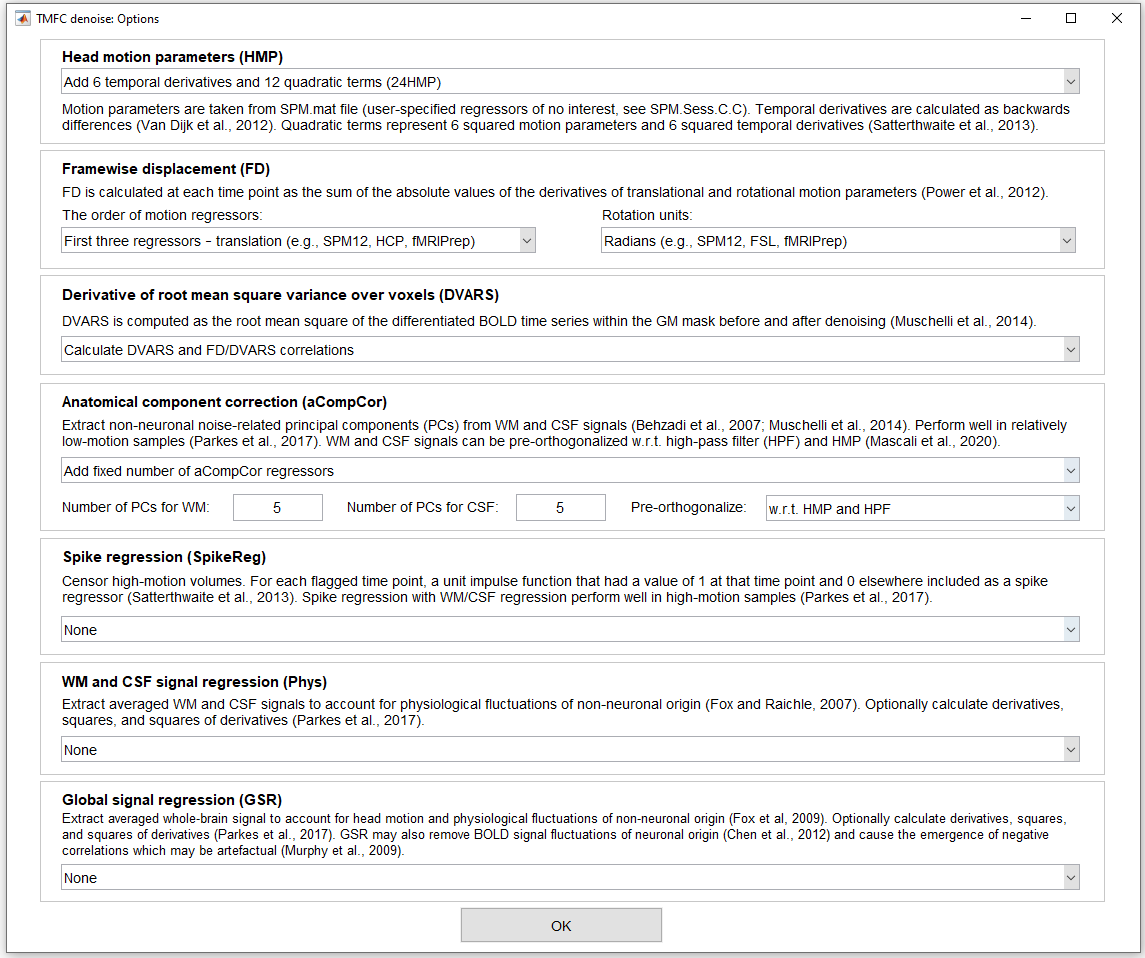 TMFC denoise: Options
Head motion parameters (HMP)
Add 6 temporal derivatives and 12 quadratic terms (24HMP)
Motion parameters are taken from SPM.mat file (user-specified regressors of no interest, see SPM.Sess.C.C). Temporal derivatives are calculated as backwards
differences (Van Dijk et al., 2012). Quadratic terms represent 6 squared motion parameters and 6 squared temporal derivatives (Satterthwaite et al., 2013).
Framewise displacement (FD)
FD is calculated at each time point as the sum of the absolute values of the derivatives of translational and rotational motion parameters (Power et al., 2012).
The order of motion regressors: Rotation units:
First three regressors - translation (e.g., SPM12, HCP, fMRIPrep) Radians (e.g., SPM12, FSL, fMRIPrep)
Derivative of root mean square variance over voxels (DVARS)
DVARS is computed as the root mean square of the differentiated BOLD time series within the GM mask before and after denoising (Muschelli et al., 2014).
Calculate DVARS and FD/DVARS correlations
Anatomical component correction (aCompCor)
Extract non-neuronal noise-related principal components (PCs) from WM and CSF signals (Behzadi et al., 2007; Muschelli et al., 2014). Perform well in relatively
low-motion samples (Parkes et al., 2017). WM and CSF signals can be pre-orthogonalized w.r.t. high-pass filter (HPF) and HMP (Mascali et al., 2020).
Add fixed number of aCompCor regressors
Number of PCs for WM: 5 Number of PCs for CSF: 5 Pre-orthogonalize: w.r.t. HMP and HPF
Spike regression (SpikeReg)
Censor high-motion volumes. For each flagged time point, a unit impulse function that had a value of 1 at that time point and 0 elsewhere included as a spike
regressor (Satterthwaite et al., 2013). Spike regression with WM/CSF regression perform well in high-motion samples (Parkes et al., 2017).
None
WM and CSF signal regression (Phys)
Extract averaged WM and CSF signals to account for physiological fluctuations of non-neuronal origin (Fox and Raichle, 2007). Optionally calculate derivatives,
squares, and squares of derivatives (Parkes et al., 2017).
None
Global signal regression (GSR)
Extract averaged whole-brain signal to account for head motion and physiological fluctuations of non-neuronal origin (Fox et al, 2009). Optionally calculate derivatives, squares,
and squares of derivatives (Parkes et al., 2017). GSR may also remove BOLD signal fluctuations of neuronal origin (Chen et al., 2012) and cause the emergence of negative
correlations which may be artefactual (Murphy et al., 2009).
None
OK